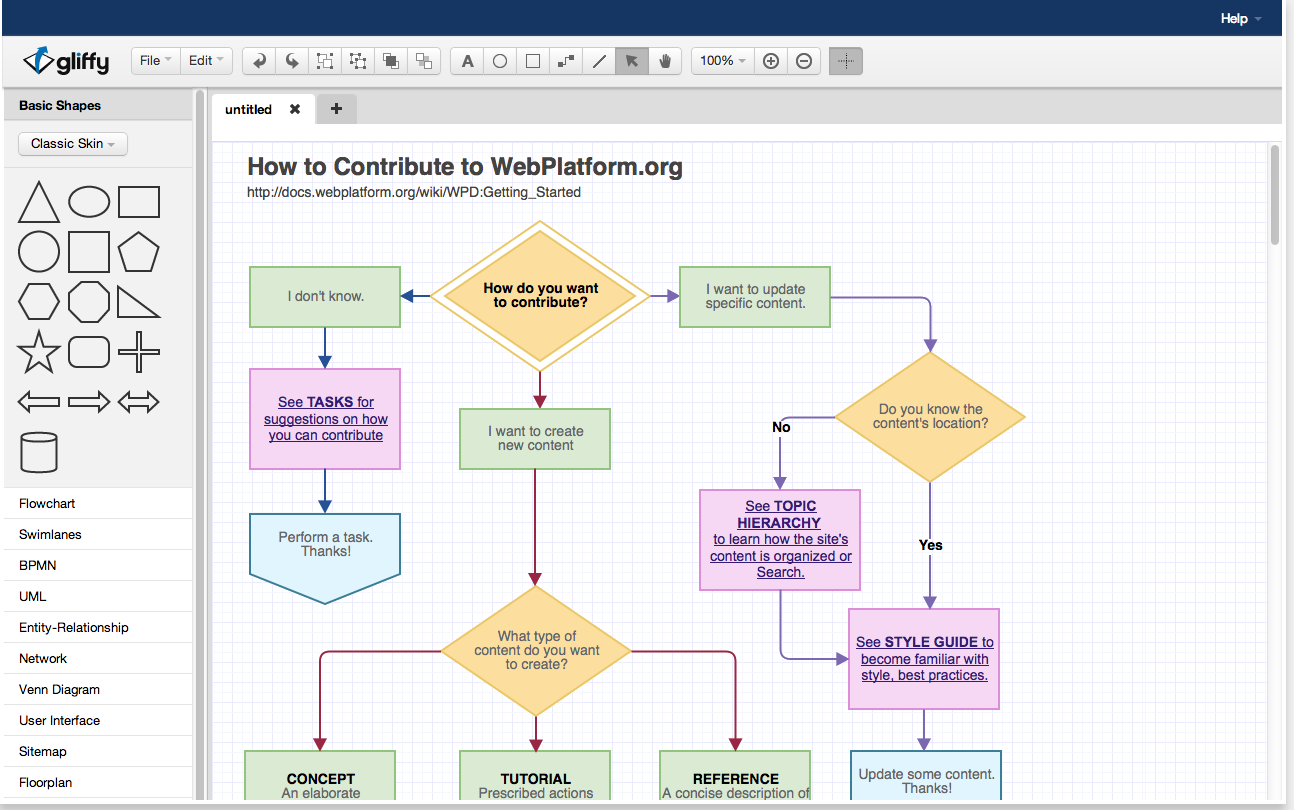 Help
gliffy
File
Edit
A
100%
Basic Shapes
Classic Skin
Flowchart
Swimlanes
BPMN
UML
Entity-Relationship
Network
Venn Diagram
User Interface
Sitemap
Floorplan
untitled
How to Contribute to WebPlatform.org
http://docs.webplatform.org/wiki/WPD:Getting_Started
How do you want
to contribute?
I don't know.
See TASKS for
suggestions on how
you can contribute
Perform a task.
Thanks!
I want to create
new content
What type of
content do you want
to create?
CONCEPT
An elaborate
TUTORIAL
Prescribed actions
REFERENCE
A concise description of
I want to update
specific content.
Do you know the
content's location?
No
See TOPIC
HIERARCHY
to learn how the site's
content is organized or
Search.
Yes
See STYLE GUIDE to
become familiar with
style, best practices.
Update some content.
Thanks!